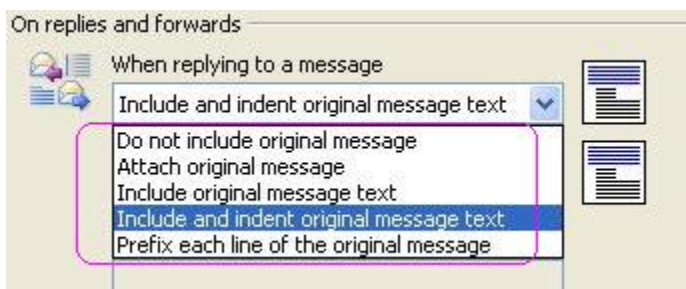 On replies and forwards
When replying to a message
Include and indent original message text
Do not include original message
Attach original message
Include original message text
Include and indent original message text
Prefix each line of the original message